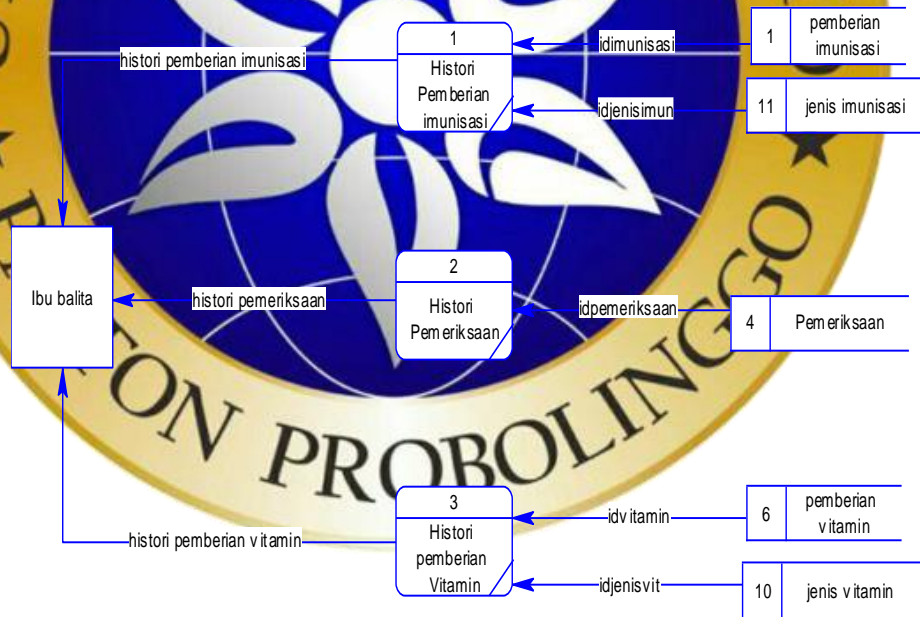 1
pemberian
imunisasi
idimunisasi
1
histori pemberian imunisasi
Histori
Pemberian
imunisasi
idjenisimun
11
jenis imunisasi
2
Histori
Pemeriksaan
Ibu balita
histori pemeriksaan
idpemeriksaan
4
Pemeriksaan
TON PROBOLINGGO
3
Histori
pemberian
Vitamin
idvitamin
6
pemberian
vitamin
histori pemberian vitamin
idjenisvit
10
jenis vitamin